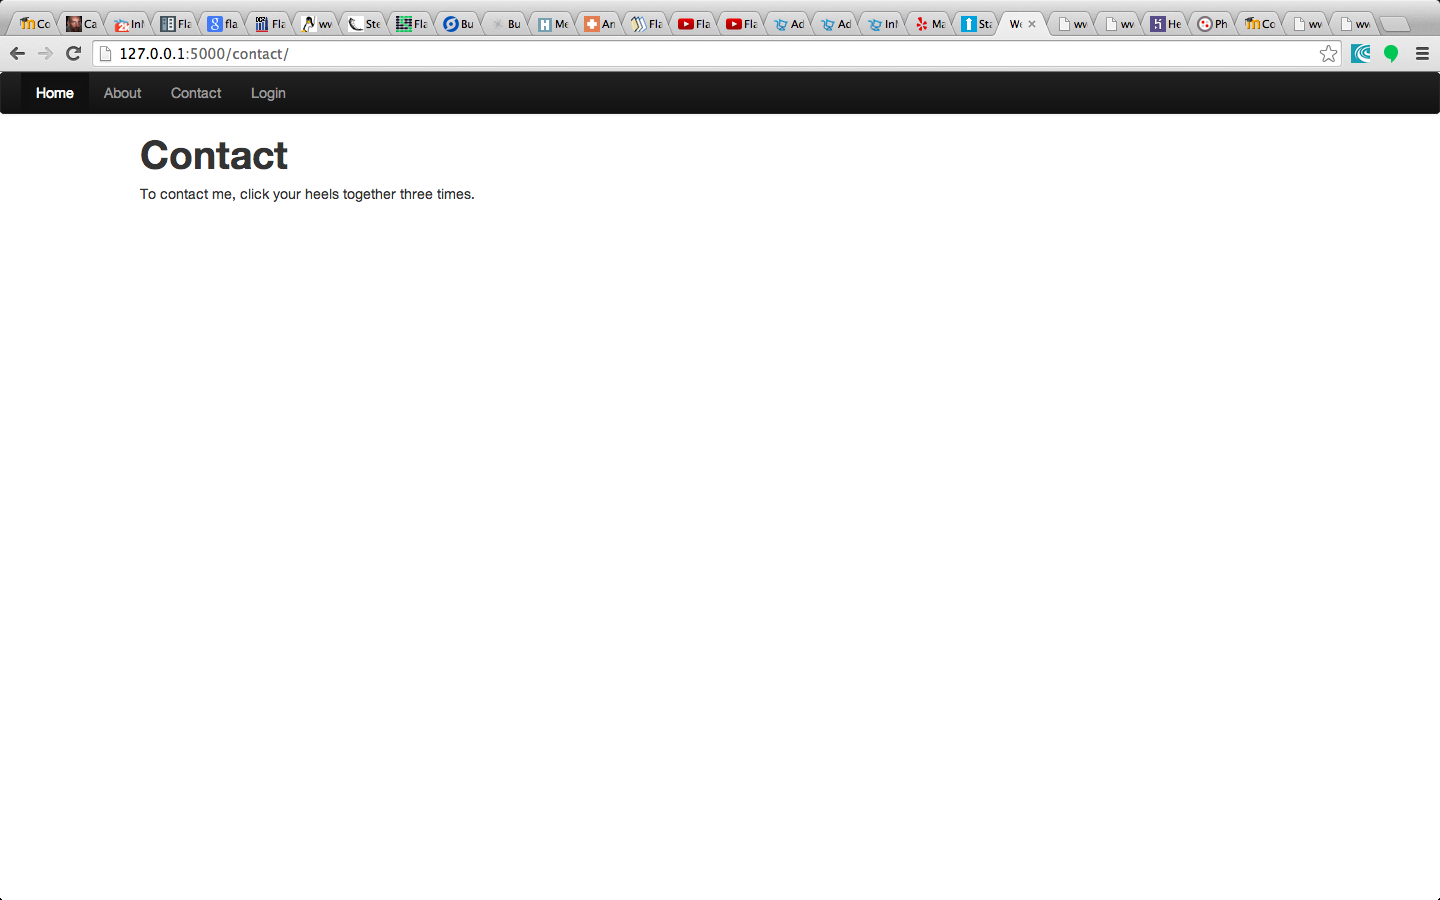 Co Ca Inf Fla fla Fla wv Ste Fla Bu Bu Me An Fla Fla Fla Ad Ad Inf Ma Sta We wv wv He Ph Co wv wv
127.0.0.1:5000/contact/
Home About Contact Login
Contact
To contact me, click your heels together three times.